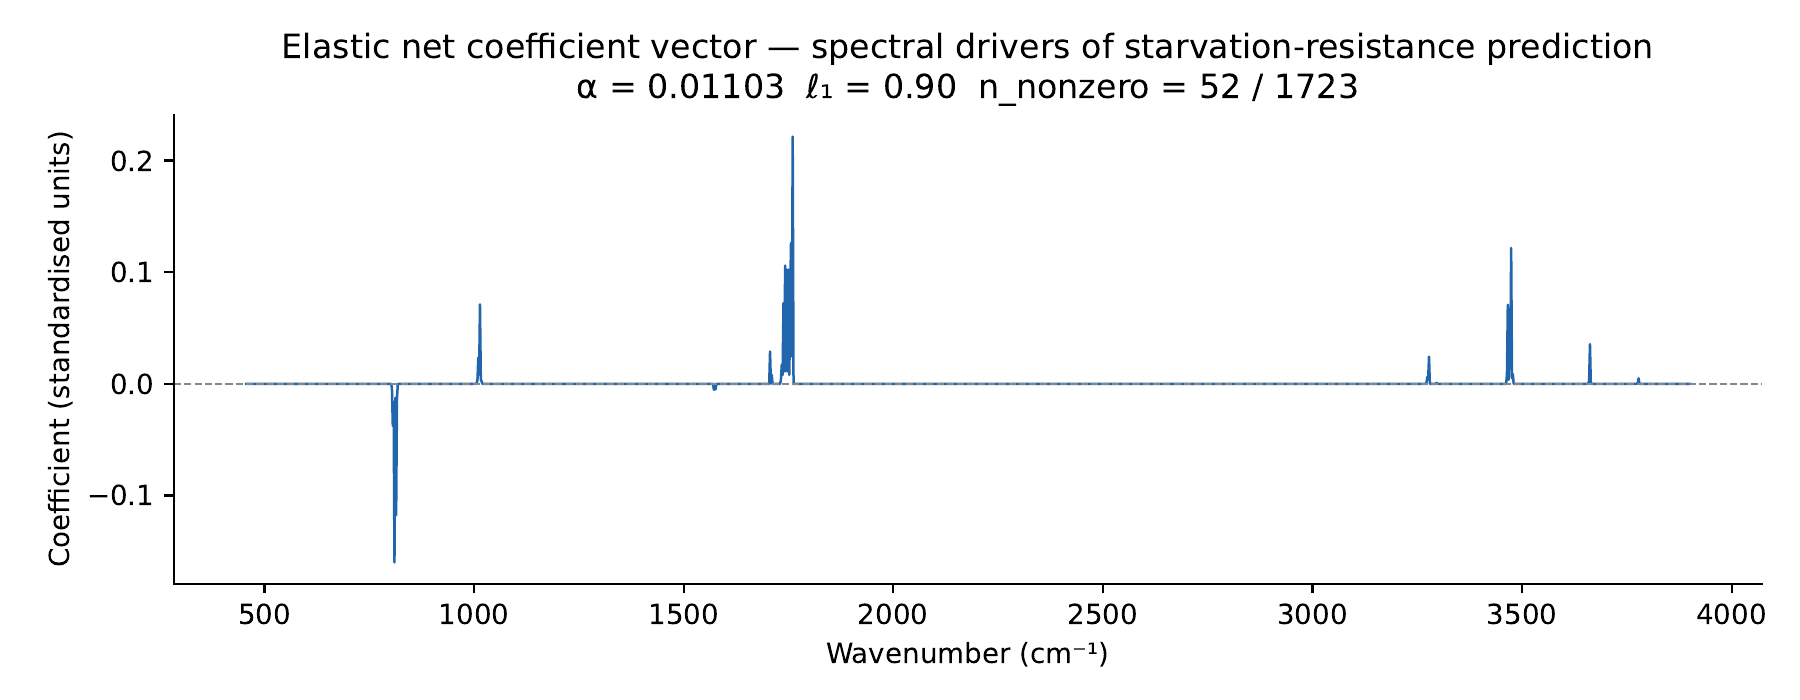 Elastic net coefficient vector — spectral drivers of starvation-resistance prediction
α = 0.01103  ℓ₁ = 0.90  n_nonzero = 52 / 1723
Coefficient (standardised units)
0.2
0.1
0.0
−0.1
500 1000 1500 2000 2500 3000 3500 4000
Wavenumber (cm⁻¹)